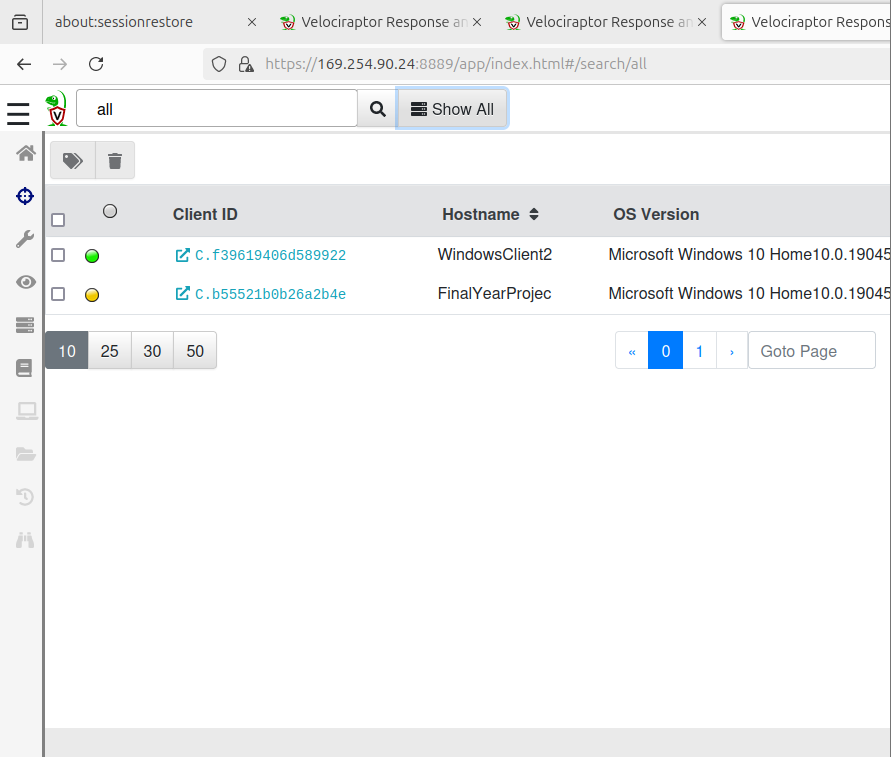 about:sessionrestore
Velociraptor Response an
Velociraptor Response an
Velociraptor Respons
https://169.254.90.24:8889/app/index.html#/search/all
V
all
Show All
Client ID
Hostname
OS Version
C.f39619406d589922
WindowsClient2
Microsoft Windows 10 Home10.0.19045
C.b55521b0b26a2b4e
FinalYearProjec
Microsoft Windows 10 Home10.0.19045
10 25 30 50
« 0 1 › Goto Page